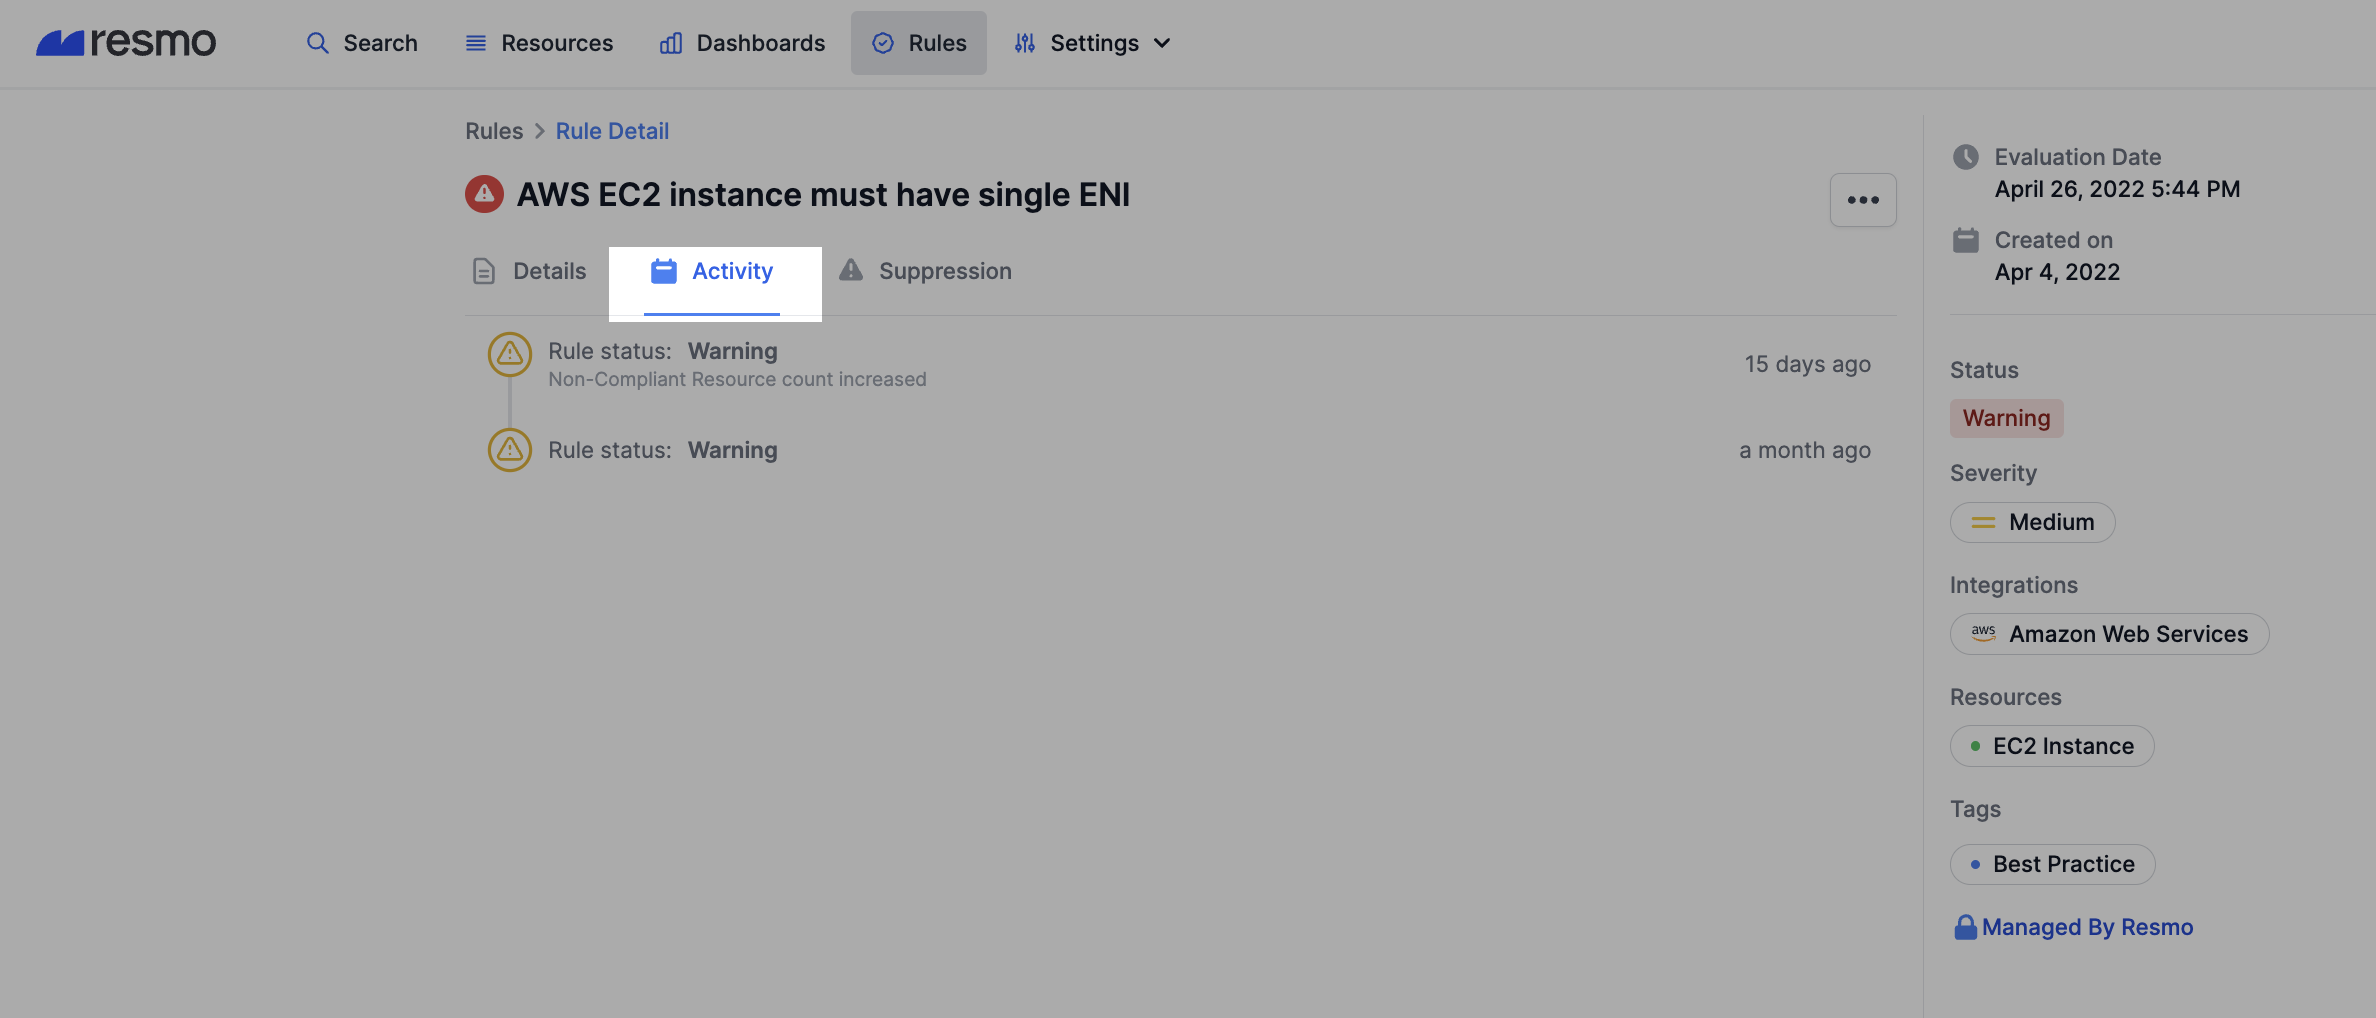 resmo
Search
Resources
Dashboards
Rules
Settings
Rules > Rule Detail
AWS EC2 instance must have single ENI
•••
Details
Activity
Suppression
Rule status: Warning
Non-Compliant Resource count increased
15 days ago
Rule status: Warning
a month ago
Evaluation Date
April 26, 2022 5:44 PM
Created on
Apr 4, 2022
Status
Warning
Severity
Medium
Integrations
aws Amazon Web Services
Resources
EC2 Instance
Tags
Best Practice
Managed By Resmo